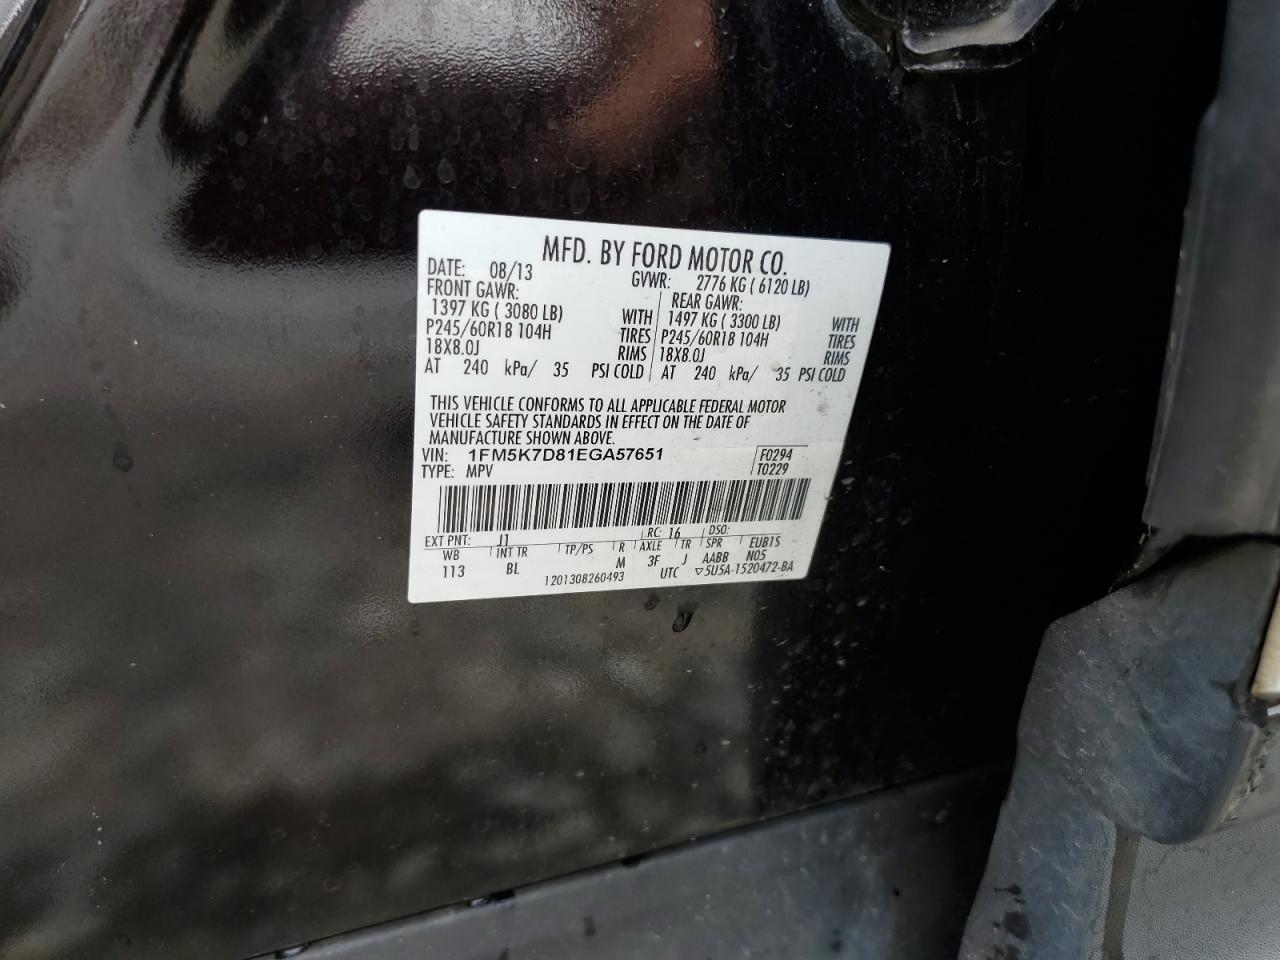 MFD. BY FORD MOTOR CO.
DATE: 08/13 GVWR: 2776 KG ( 6120 LB)
FRONT GAWR: REAR GAWR:
1397 KG ( 3080 LB) WITH 1497 KG ( 3300 LB) WITH
P245/60R18 104H TIRES P245/60R18 104H TIRES
18X8.0J RIMS 18X8.0J RIMS
AT 240 kPa/ 35 PSI COLD AT 240 kPa/ 35 PSI COLD
THIS VEHICLE CONFORMS TO ALL APPLICABLE FEDERAL MOTOR
VEHICLE SAFETY STANDARDS IN EFFECT ON THE DATE OF
MANUFACTURE SHOWN ABOVE.
VIN: 1FM5K7D81EGA57651 F0294
TYPE: MPV T0229
EXT PNT: J1 RC: 16 DSO:
WB INT TR TP/PS R AXLE TR SPR EUB1S
113 BL M 3F J AABB N05
1201308260493 UTC ▽5U5A-1520472-BA